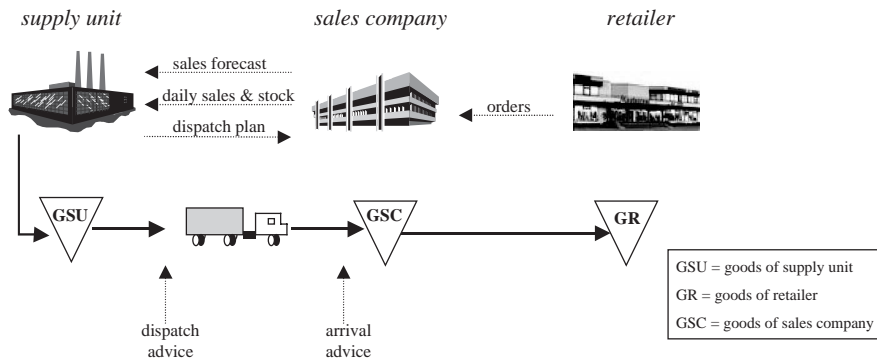 supply unit
sales company
retailer
sales forecast
daily sales & stock
dispatch plan
orders
GSU
GSC
GR
dispatch
advice
arrival
advice
GSU = goods of supply unit
GR = goods of retailer
GSC = goods of sales company